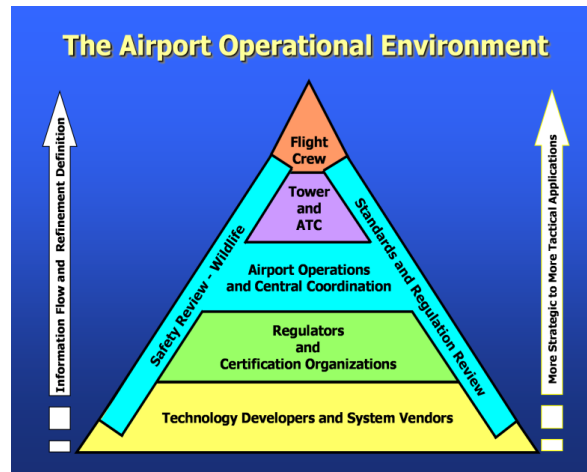 The Airport Operational Environment
Information Flow and Refinement Definition
Safety Review - Wildlife
Flight
Crew
Tower
and
ATC
Airport Operations
and Central Coordination
Regulators
and
Certification Organizations
Technology Developers and System Vendors
Standards and Regulation Review
More Strategic to More Tactical Applications